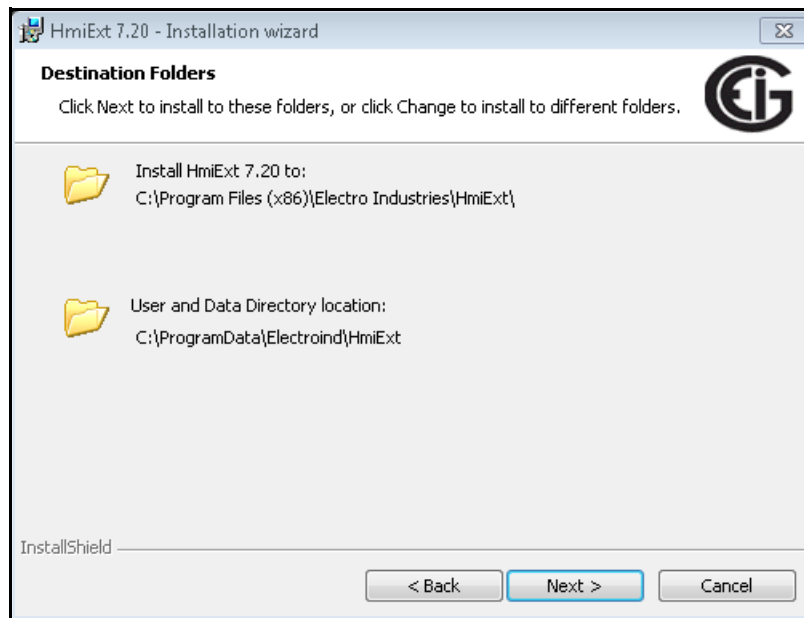 HmiExt 7.20 - Installation wizard
Destination Folders
Click Next to install to these folders, or click Change to install to different folders.
EIG
Install HmiExt 7.20 to:
C:\Program Files (x86)\Electro Industries\HmiExt\
User and Data Directory location:
C:\ProgramData\Electroind\HmiExt
InstallShield
< Back
Next >
Cancel